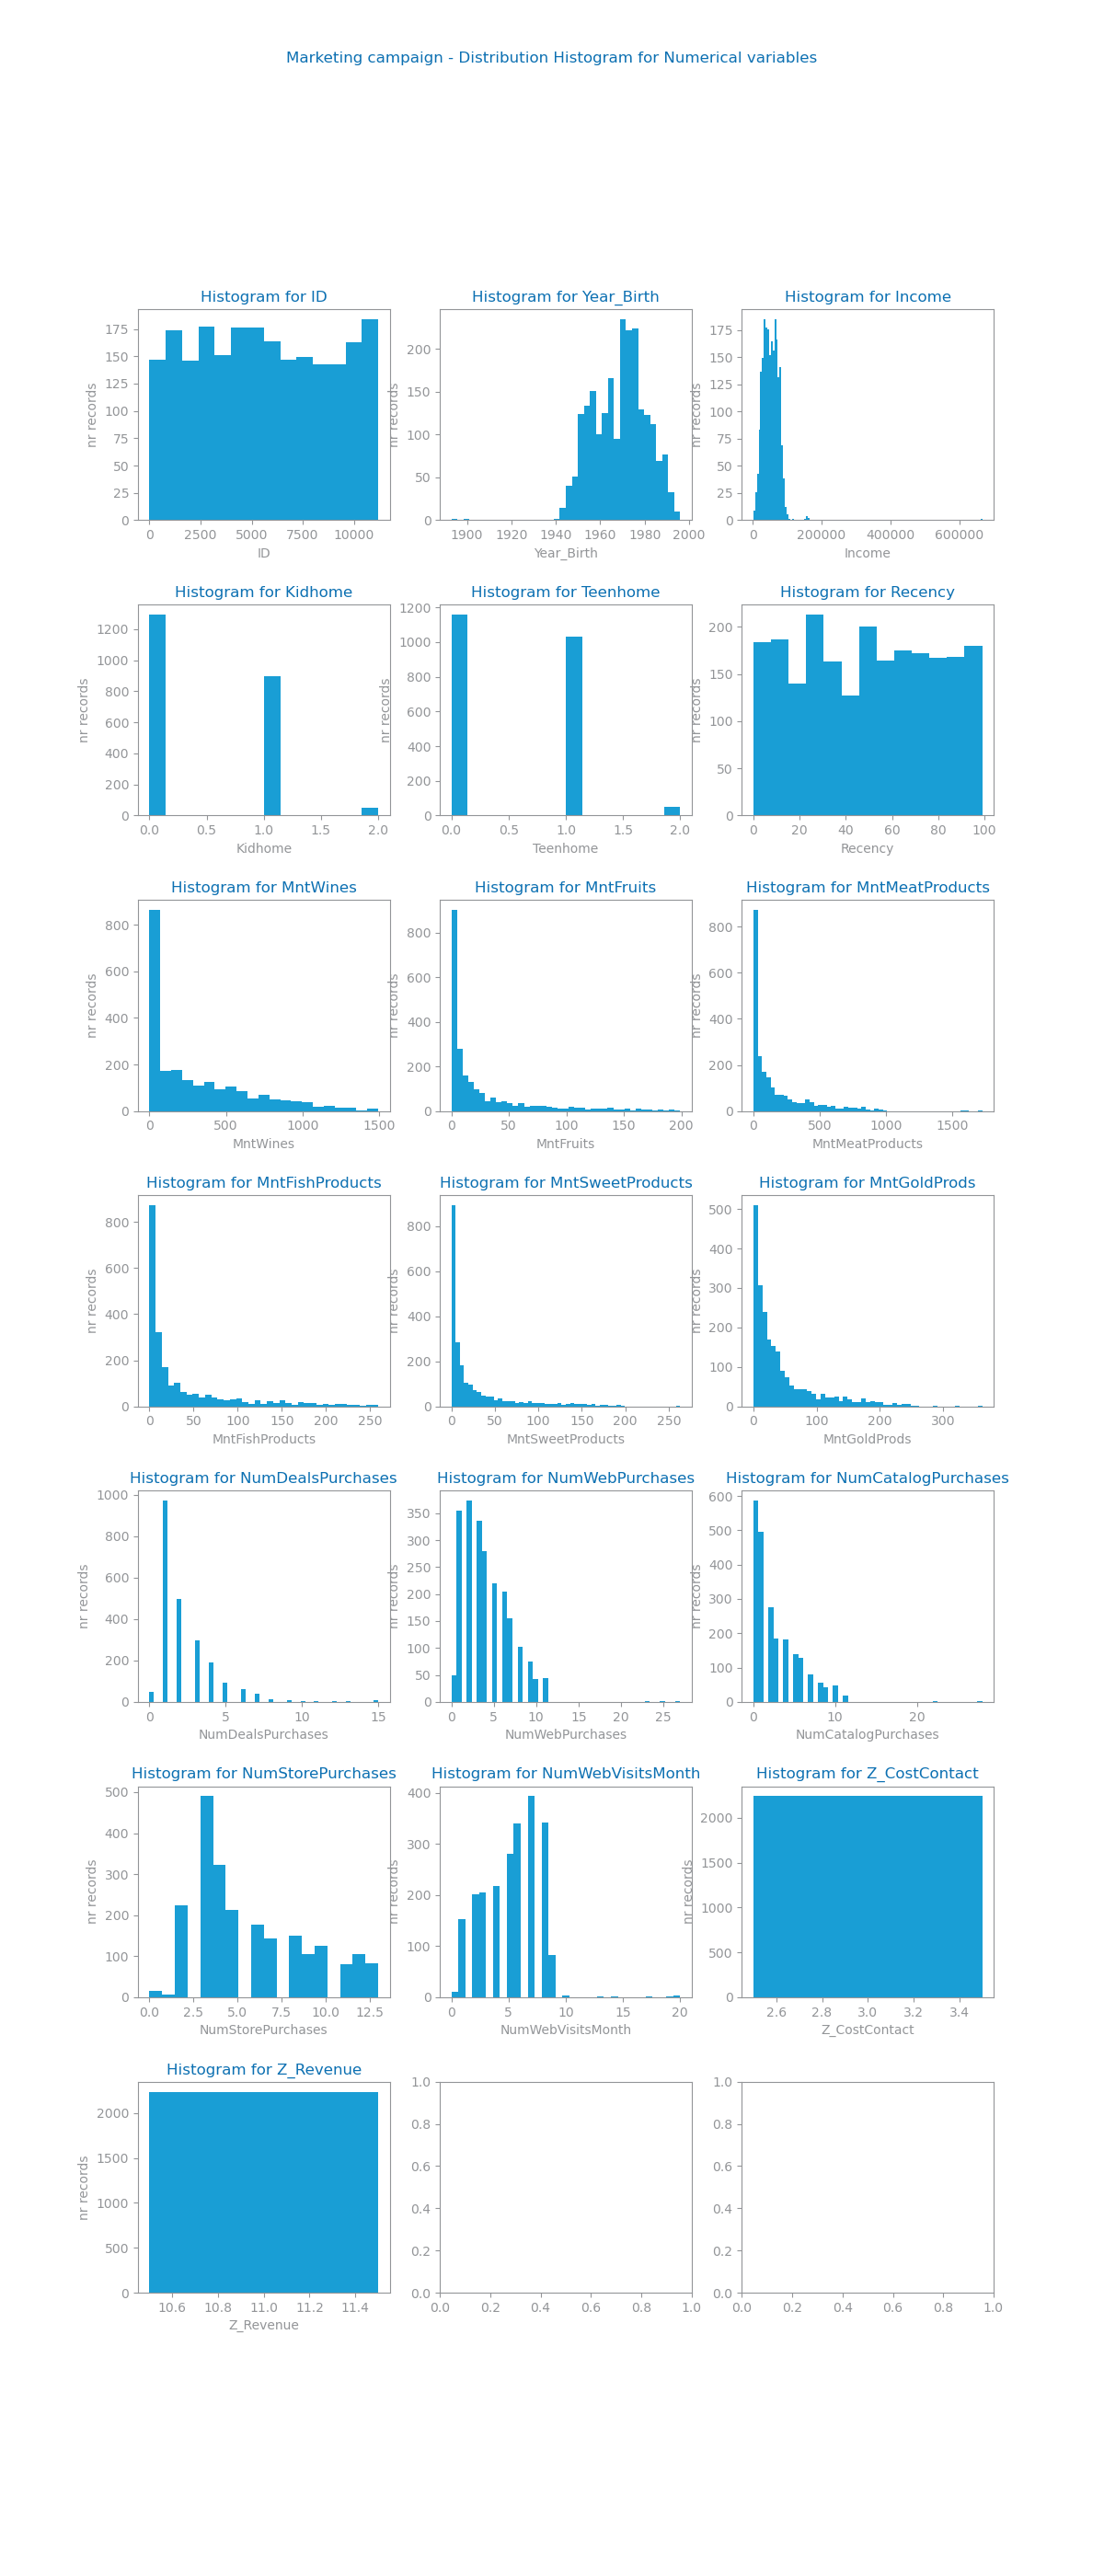 Marketing campaign - Distribution Histogram for Numerical variables
Histogram for ID
nr records
175
150
125
100
75
50
25
0
0 2500 5000 7500 10000
ID
Histogram for Year_Birth
nr records
200
150
100
50
0
1900 1920 1940 1960 1980 2000
Year_Birth
Histogram for Income
nr records
175
150
125
100
75
50
25
0
0 200000 400000 600000
Income
Histogram for Kidhome
nr records
1200
1000
800
600
400
200
0
0.0 0.5 1.0 1.5 2.0
Kidhome
Histogram for Teenhome
nr records
1200
1000
800
600
400
200
0
0.0 0.5 1.0 1.5 2.0
Teenhome
Histogram for Recency
nr records
200
150
100
50
0
0 20 40 60 80 100
Recency
Histogram for MntWines
nr records
800
600
400
200
0
0 500 1000 1500
MntWines
Histogram for MntFruits
nr records
800
600
400
200
0
0 50 100 150 200
MntFruits
Histogram for MntMeatProducts
nr records
800
600
400
200
0
0 500 1000 1500
MntMeatProducts
Histogram for MntFishProducts
nr records
800
600
400
200
0
0 50 100 150 200 250
MntFishProducts
Histogram for MntSweetProducts
nr records
800
600
400
200
0
0 50 100 150 200 250
MntSweetProducts
Histogram for MntGoldProds
nr records
500
400
300
200
100
0
0 100 200 300
MntGoldProds
Histogram for NumDealsPurchases
nr records
1000
800
600
400
200
0
0 5 10 15
NumDealsPurchases
Histogram for NumWebPurchases
nr records
350
300
250
200
150
100
50
0
0 5 10 15 20 25
NumWebPurchases
Histogram for NumCatalogPurchases
nr records
600
500
400
300
200
100
0
0 10 20
NumCatalogPurchases
Histogram for NumStorePurchases
nr records
500
400
300
200
100
0
0.0 2.5 5.0 7.5 10.0 12.5
NumStorePurchases
Histogram for NumWebVisitsMonth
nr records
400
300
200
100
0
0 5 10 15 20
NumWebVisitsMonth
Histogram for Z_CostContact
nr records
2000
1500
1000
500
0
2.6 2.8 3.0 3.2 3.4
Z_CostContact
Histogram for Z_Revenue
nr records
2000
1500
1000
500
0
10.6 10.8 11.0 11.2 11.4
Z_Revenue
1.0
0.8
0.6
0.4
0.2
0.0
0.0 0.2 0.4 0.6 0.8 1.0
1.0
0.8
0.6
0.4
0.2
0.0
0.0 0.2 0.4 0.6 0.8 1.0